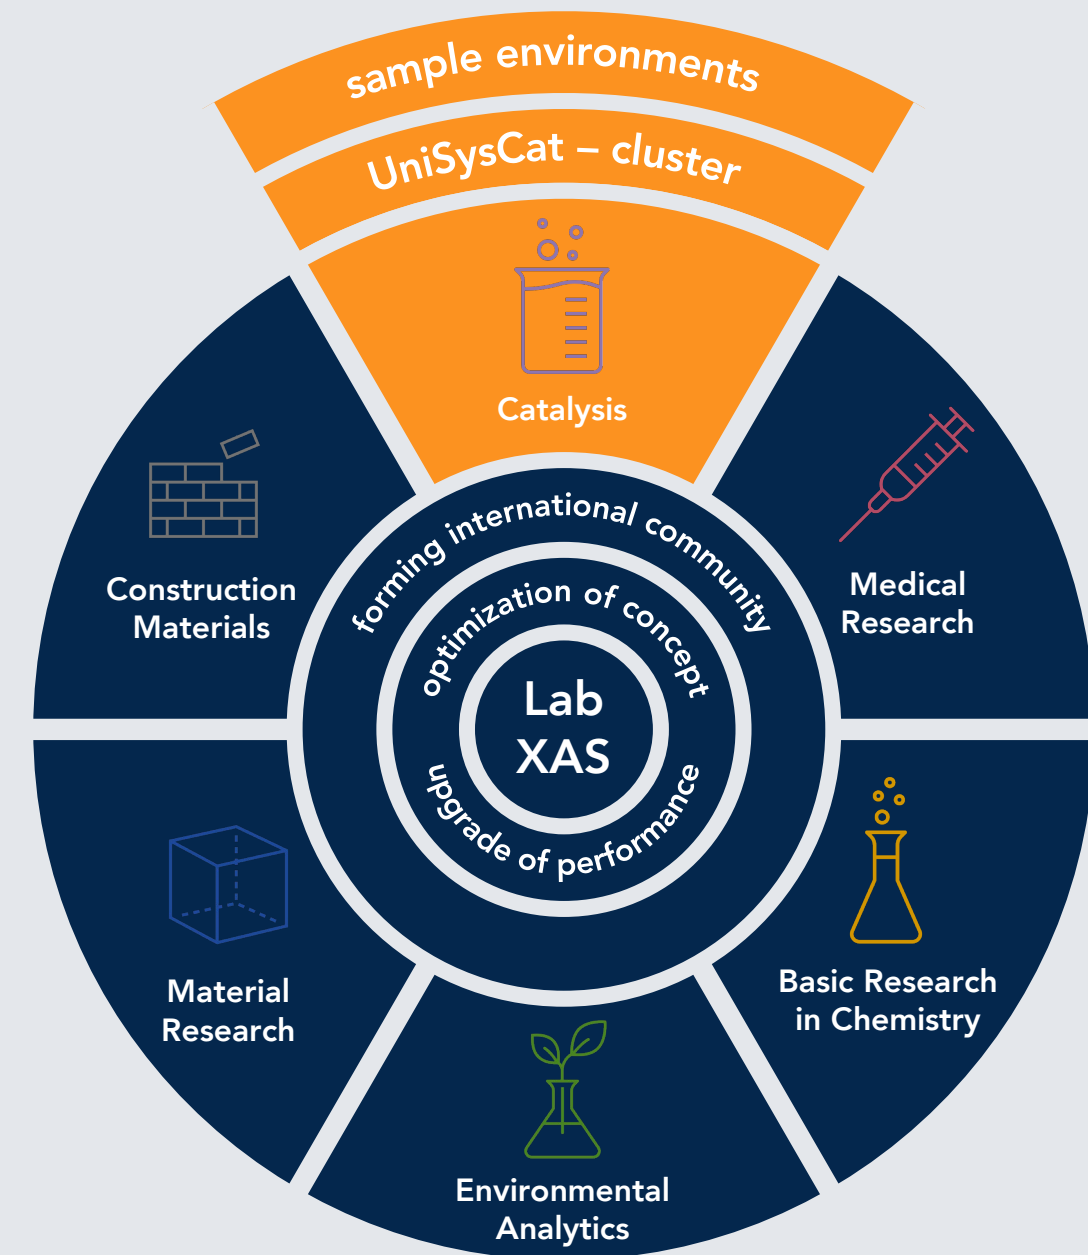 sample environments
UniSysCat – cluster
Catalysis
Construction
Materials
Medical
Research
forming international community
optimization of concept
Lab
XAS
upgrade of performance
Material
Research
Basic Research
in Chemistry
Environmental
Analytics